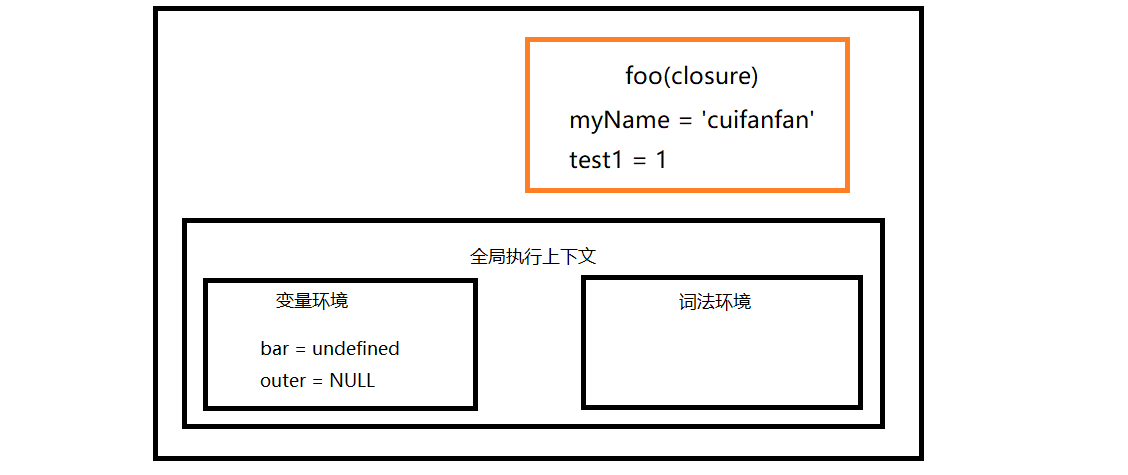 foo(closure)
myName = 'cuifanfan'
test1 = 1
全局执行上下文
变量环境
bar = undefined
outer = NULL
词法环境